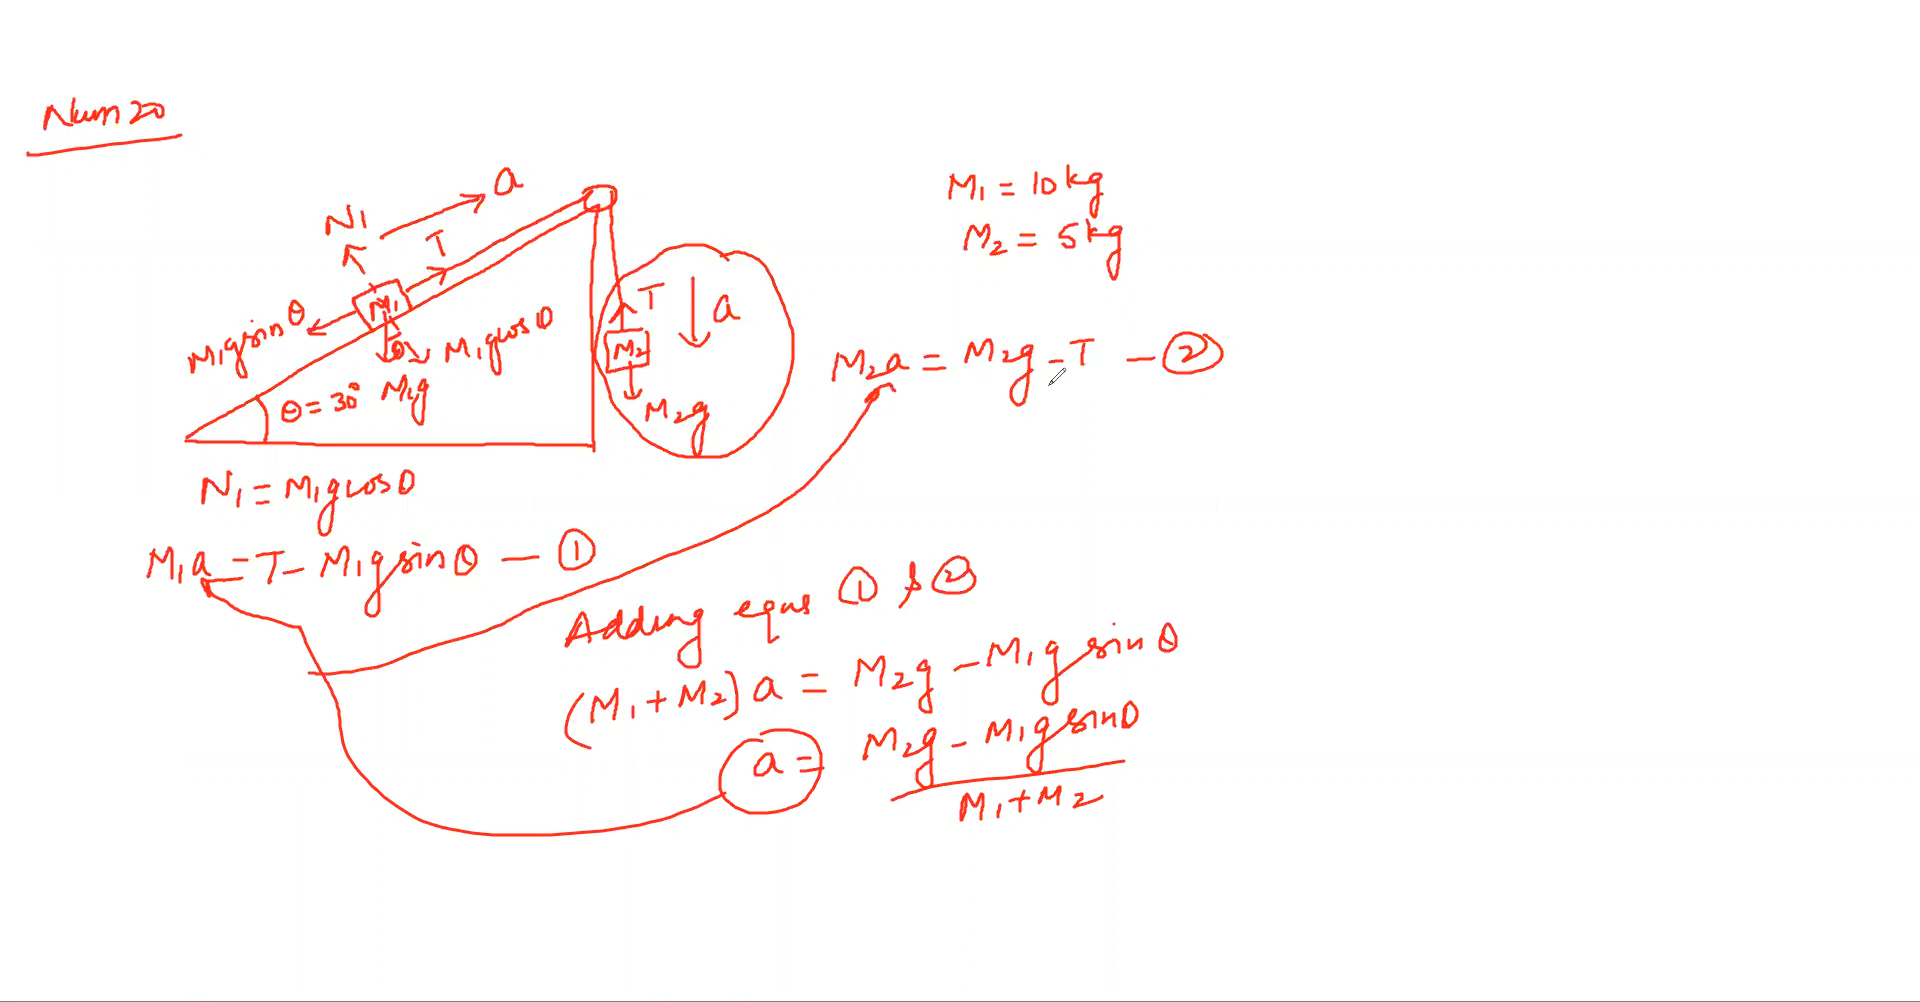 Num 20
a
N1
T
M1
M1gsinθ
θ
M1gcosθ
M1g
θ=30°
T
a
M2
M2g
M1 = 10kg
M2 = 5kg
M2a = M2g - T - ②
N1 = M1gcosθ
M1a = T - M1gsinθ - ①
Adding equs ① & ②
(M1+M2)a = M2g - M1gsinθ
a = M2g - M1gsinθ
M1+M2